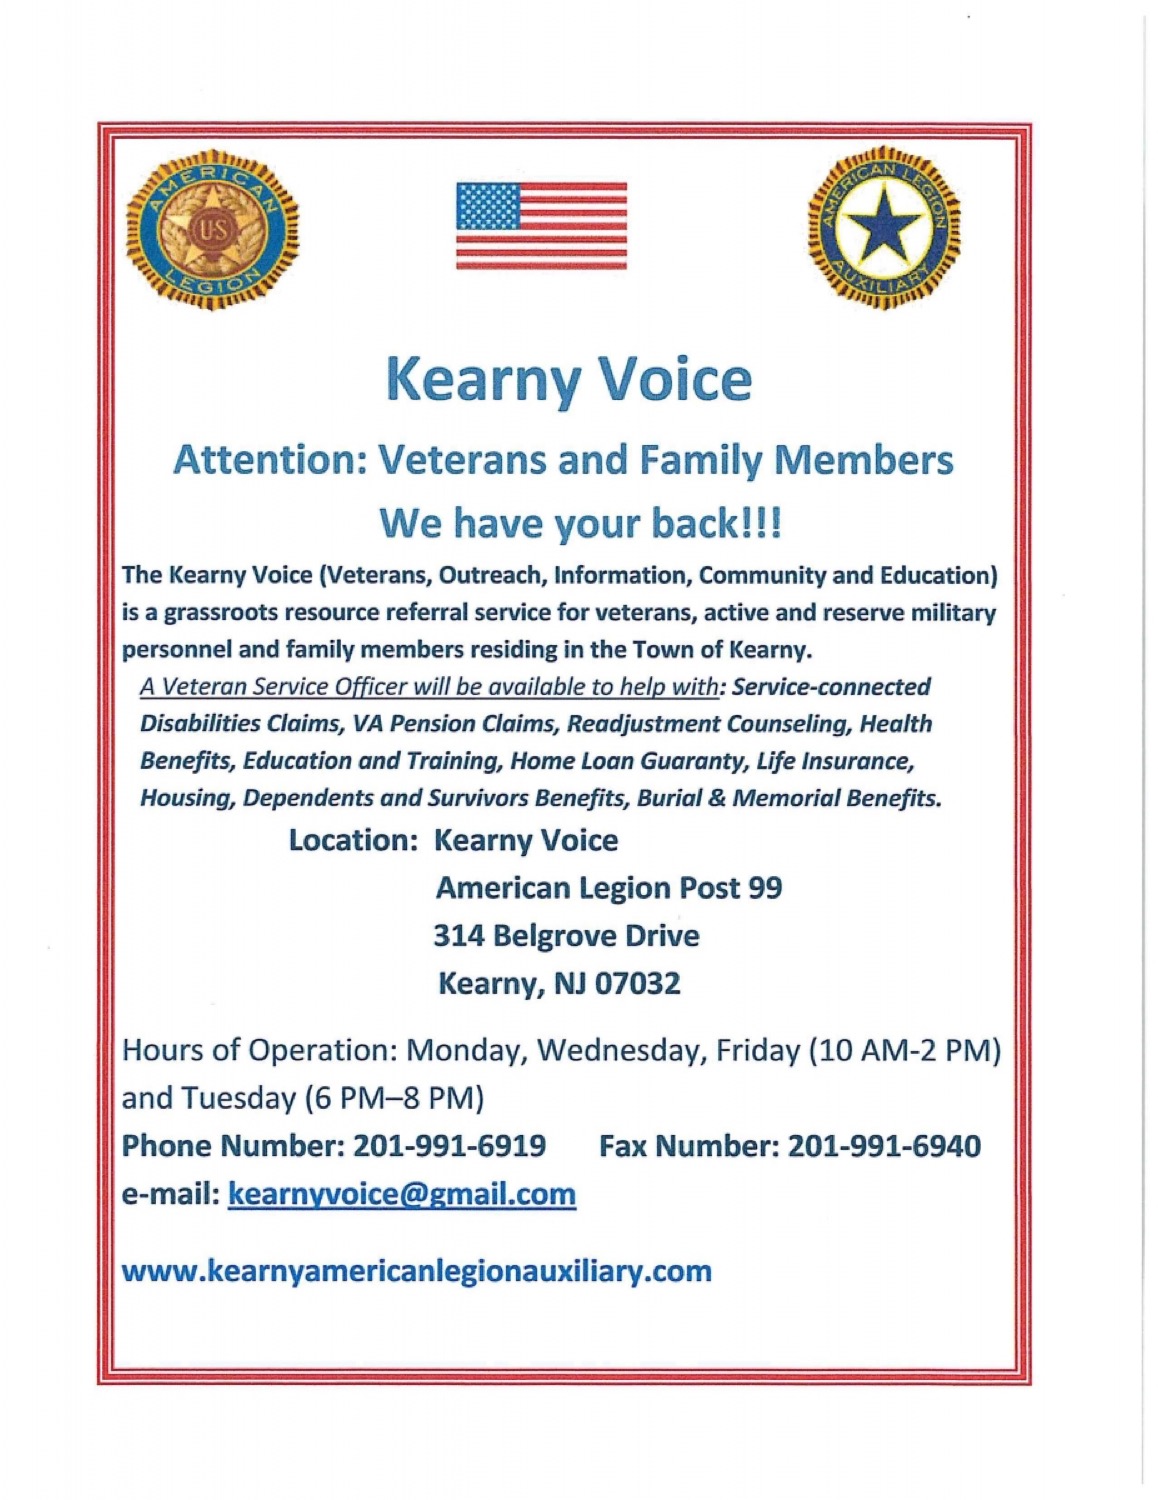 AMERICAN LEGION
US
AMERICAN LEGION AUXILIARY
Kearny Voice
Attention: Veterans and Family Members
We have your back!!!
The Kearny Voice (Veterans, Outreach, Information, Community and Education)
is a grassroots resource referral service for veterans, active and reserve military
personnel and family members residing in the Town of Kearny.
A Veteran Service Officer will be available to help with: Service-connected
Disabilities Claims, VA Pension Claims, Readjustment Counseling, Health
Benefits, Education and Training, Home Loan Guaranty, Life Insurance,
Housing, Dependents and Survivors Benefits, Burial & Memorial Benefits.
Location: Kearny Voice
American Legion Post 99
314 Belgrove Drive
Kearny, NJ 07032
Hours of Operation: Monday, Wednesday, Friday (10 AM-2 PM)
and Tuesday (6 PM–8 PM)
Phone Number: 201-991-6919 Fax Number: 201-991-6940
e-mail: kearnyvoice@gmail.com
www.kearnyamericanlegionauxiliary.com